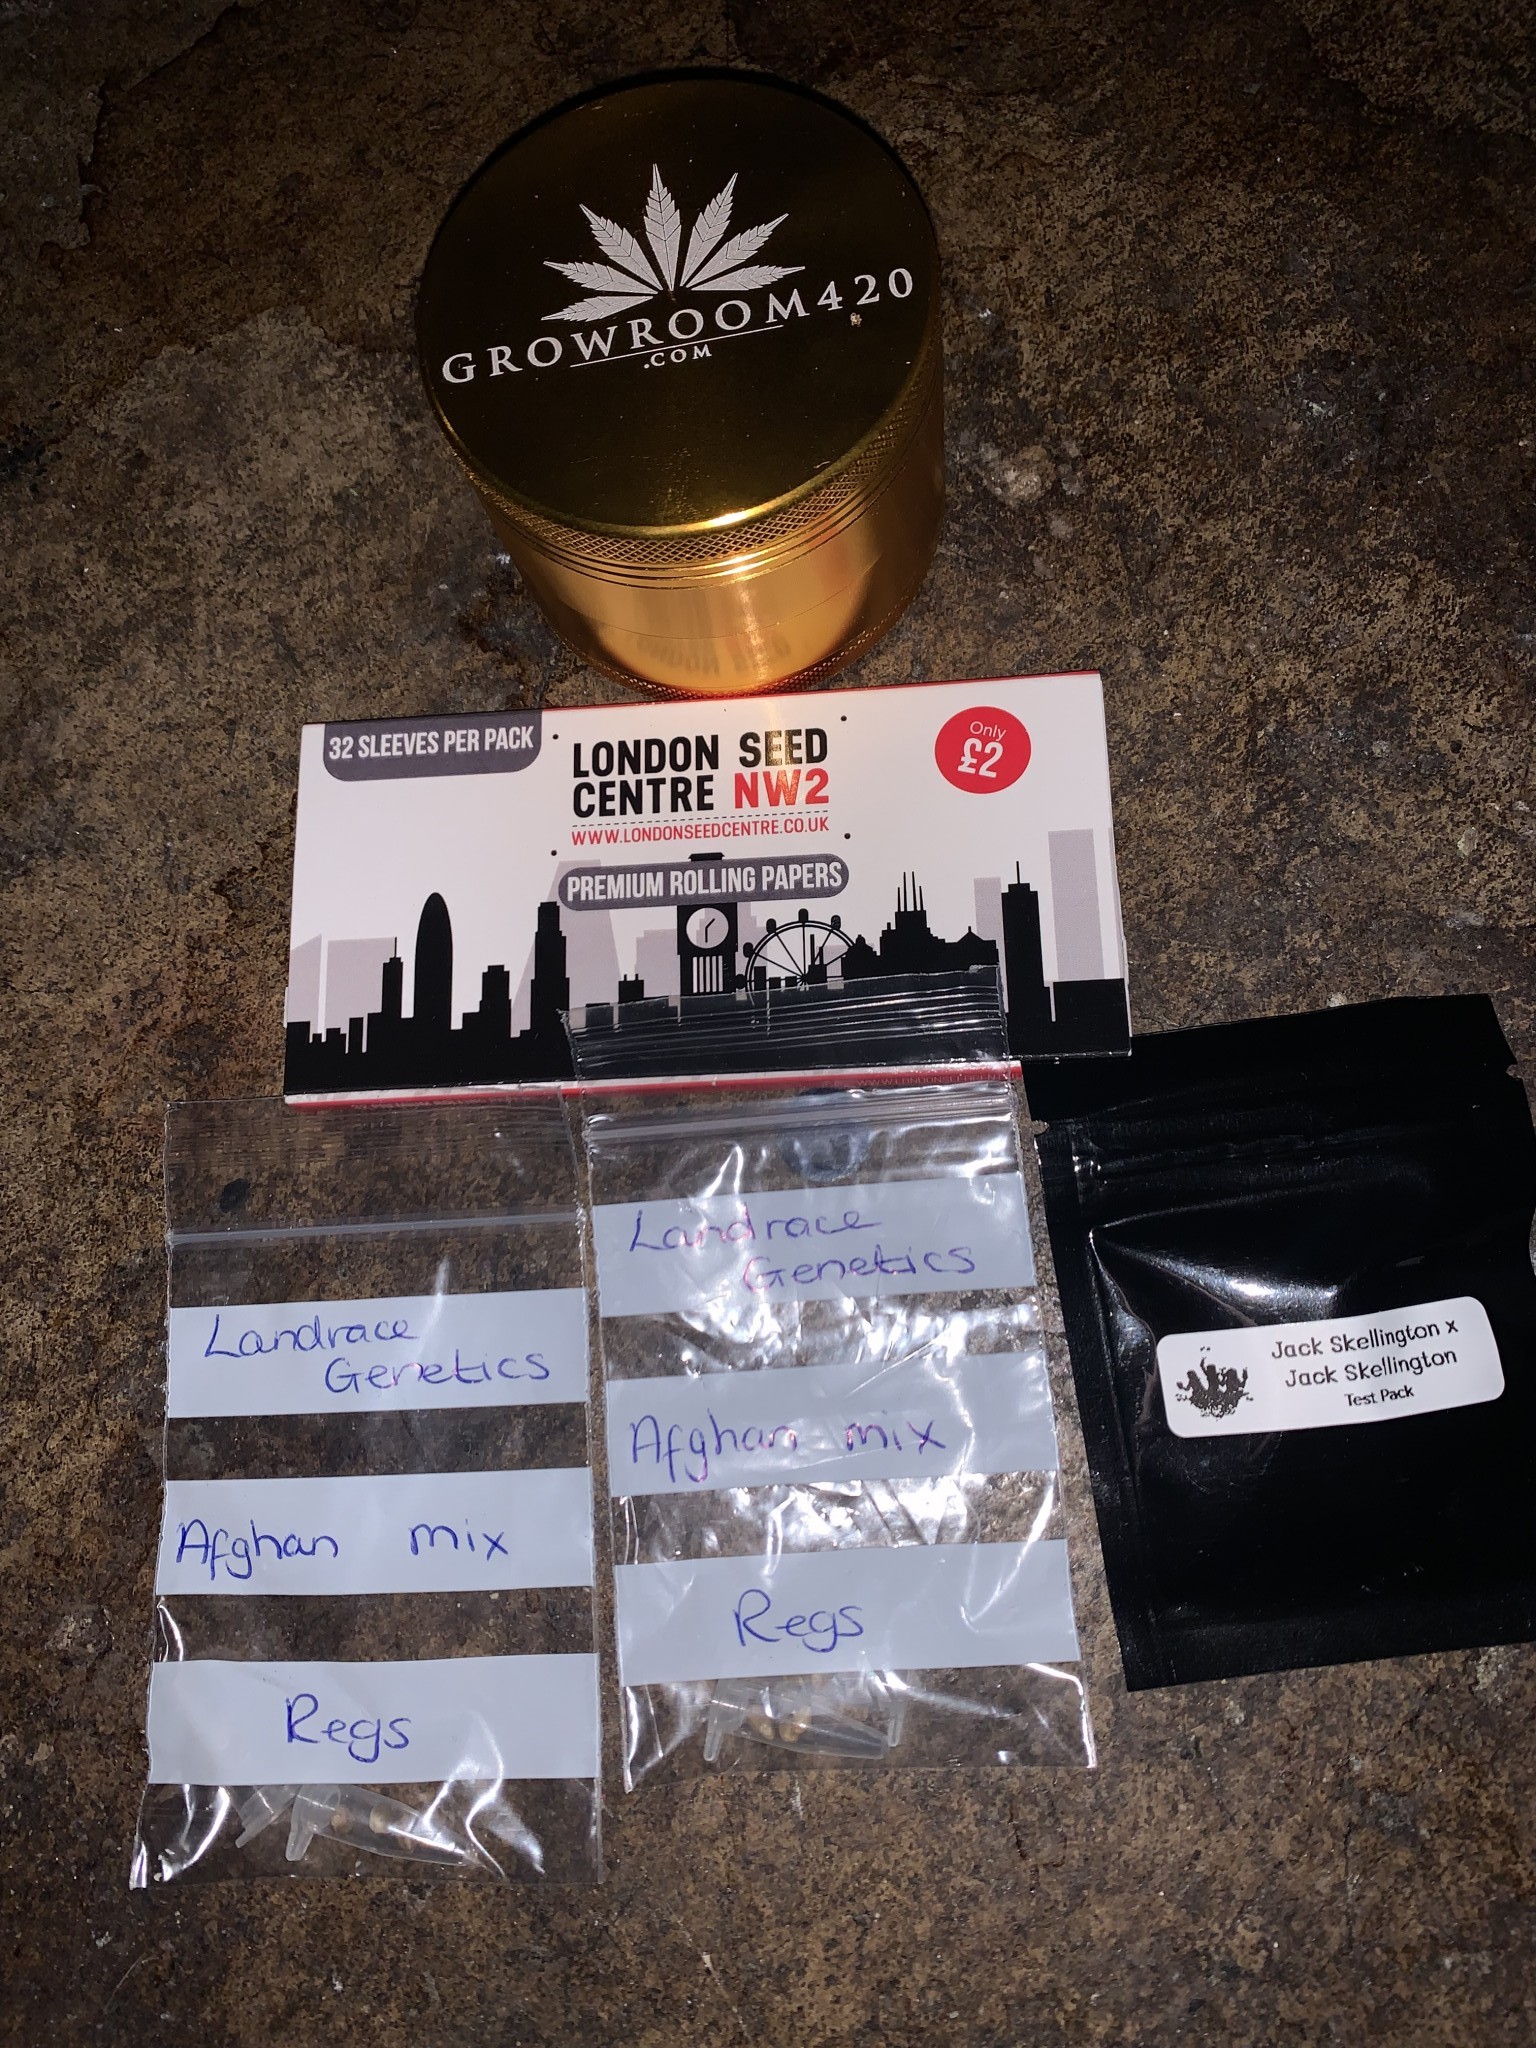 GROWROOM420
.COM
32 SLEEVES PER PACK
LONDON SEED
CENTRE NW2
WWW.LONDONSEEDCENTRE.CO.UK
PREMIUM ROLLING PAPERS
Only
£2
Landrace
Genetics
Afghan mix
Regs
Landrace
Genetics
Afghan mix
Regs
Jack Skellington x
Jack Skellington
Test Pack